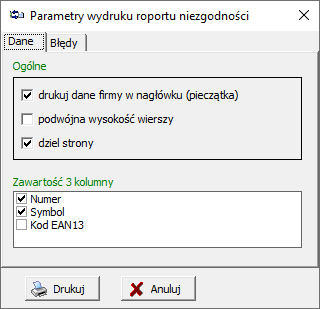 Parametry wydruku roportu niezgodności
Dane Błędy
Ogólne
drukuj dane firmy w nagłówku (pieczątka)
podwójna wysokość wierszy
dziel strony
Zawartość 3 kolumny
Numer
Symbol
Kod EAN13
Drukuj Anuluj